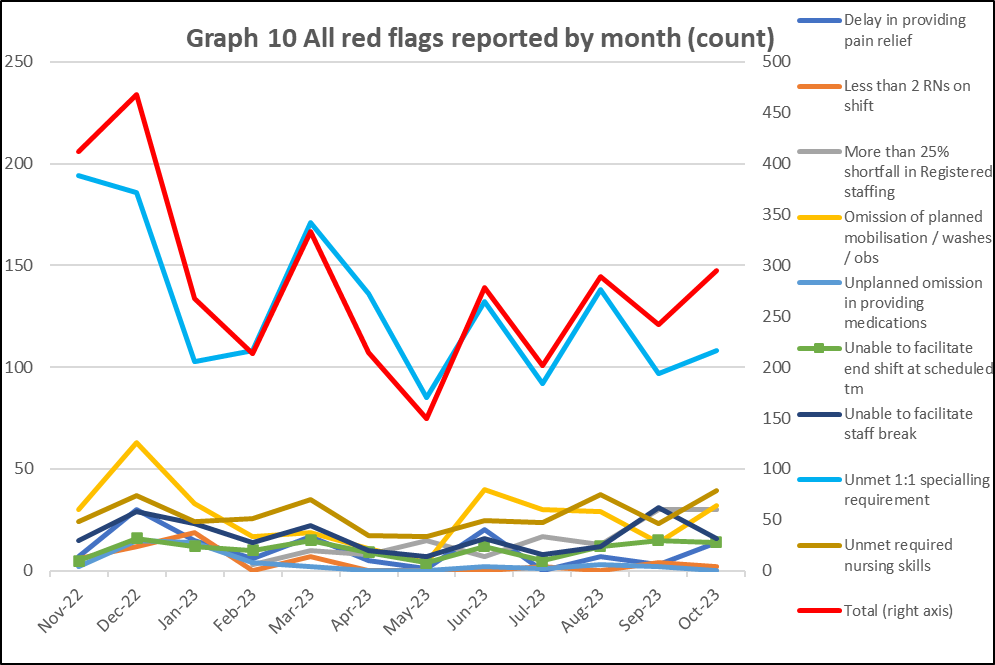 Graph 10 All red flags reported by month (count)
250
200
150
100
50
0
500
450
400
350
300
250
200
150
100
50
0
Nov-22
Dec-22
Jan-23
Feb-23
Mar-23
Apr-23
May-23
Jun-23
Jul-23
Aug-23
Sep-23
Oct-23
Delay in providing
pain relief
Less than 2 RNs on
shift
More than 25%
shortfall in Registered
staffing
Omission of planned
mobilisation / washes
/ obs
Unplanned omission
in providing
medications
Unable to facilitate
end shift at scheduled
tm
Unable to facilitate
staff break
Unmet 1:1 specialling
requirement
Unmet required
nursing skills
Total (right axis)